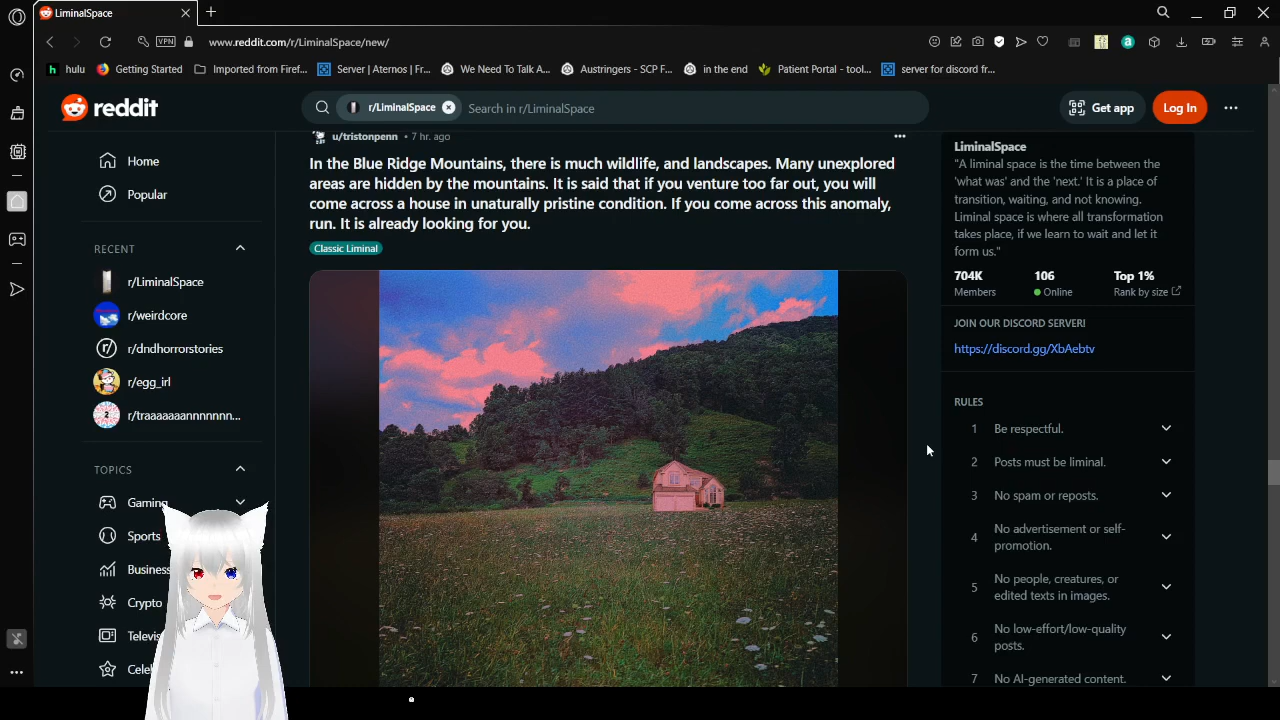 LiminalSpace
www.reddit.com/r/LiminalSpace/new/
VPN
hulu
Getting Started
Imported from Firef...
Server | Aternos | Fr...
We Need To Talk A...
Austringers - SCP F...
in the end
Patient Portal - tool...
server for discord fr...
reddit
r/LiminalSpace
Search in r/LiminalSpace
Get app
Log In
Home
Popular
RECENT
r/LiminalSpace
r/weirdcore
r/dndhorrorstories
r/egg_irl
r/traaaaaaannnnnnn...
TOPICS
Gaming
Sports
Business
Crypto
Televis
Celeb
u/tristonpenn • 7 hr. ago
In the Blue Ridge Mountains, there is much wildlife, and landscapes. Many unexplored
areas are hidden by the mountains. It is said that if you venture too far out, you will
come across a house in unaturally pristine condition. If you come across this anomaly,
run. It is already looking for you.
Classic Liminal
LiminalSpace
"A liminal space is the time between the
'what was' and the 'next.' It is a place of
transition, waiting, and not knowing.
Liminal space is where all transformation
takes place, if we learn to wait and let it
form us."
704K 106 Top 1%
Members Online Rank by size
JOIN OUR DISCORD SERVER!
https://discord.gg/XbAebtv
RULES
1 Be respectful.
2 Posts must be liminal.
3 No spam or reposts.
4 No advertisement or self-
promotion.
5 No people, creatures, or
edited texts in images.
6 No low-effort/low-quality
posts.
7 No AI-generated content.